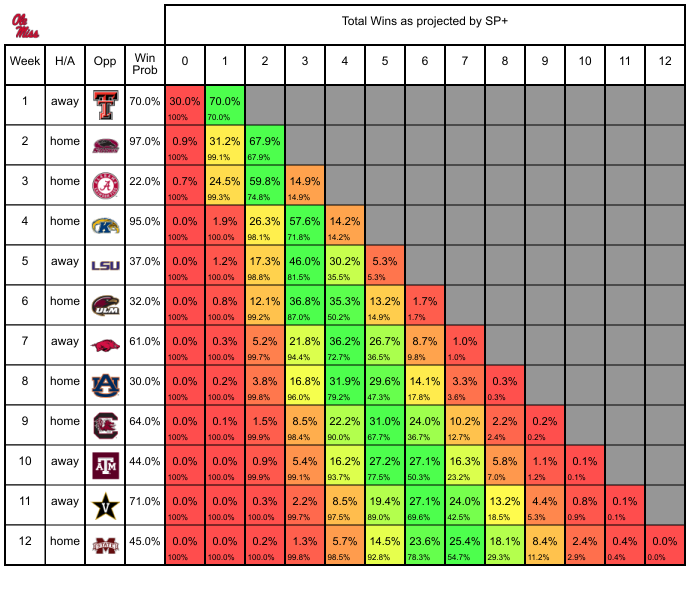 Ole
Miss
Total Wins as projected by SP+
Week H/A Opp Win Prob 0 1 2 3 4 5 6 7 8 9 10 11 12
1 away T 70.0% 30.0% 70.0%
100% 70.0%
2 home 97.0% 0.9% 31.2% 67.9%
100% 99.1% 67.9%
3 home A 22.0% 0.7% 24.5% 59.8% 14.9%
100% 99.3% 74.8% 14.9%
4 home K 95.0% 0.0% 1.9% 26.3% 57.6% 14.2%
100% 100.0% 98.1% 71.8% 14.2%
5 away LSU 37.0% 0.0% 1.2% 17.3% 46.0% 30.2% 5.3%
100% 100.0% 98.8% 81.5% 35.5% 5.3%
6 home ULM 32.0% 0.0% 0.8% 12.1% 36.8% 35.3% 13.2% 1.7%
100% 100.0% 99.2% 87.0% 50.2% 14.9% 1.7%
7 away 61.0% 0.0% 0.3% 5.2% 21.8% 36.2% 26.7% 8.7% 1.0%
100% 100.0% 99.7% 94.4% 72.7% 36.5% 9.8% 1.0%
8 home AU 30.0% 0.0% 0.2% 3.8% 16.8% 31.9% 29.6% 14.1% 3.3% 0.3%
100% 100.0% 99.8% 96.0% 79.2% 47.3% 17.8% 3.6% 0.3%
9 home C 64.0% 0.0% 0.1% 1.5% 8.5% 22.2% 31.0% 24.0% 10.2% 2.2% 0.2%
100% 100.0% 99.9% 98.4% 90.0% 67.7% 36.7% 12.7% 2.4% 0.2%
10 away ATM 44.0% 0.0% 0.0% 0.9% 5.4% 16.2% 27.2% 27.1% 16.3% 5.8% 1.1% 0.1%
100% 100.0% 99.9% 99.1% 93.7% 77.5% 50.3% 23.2% 7.0% 1.2% 0.1%
11 away V 71.0% 0.0% 0.0% 0.3% 2.2% 8.5% 19.4% 27.1% 24.0% 13.2% 4.4% 0.8% 0.1%
100% 100.0% 100.0% 99.7% 97.5% 89.0% 69.6% 42.5% 18.5% 5.3% 0.9% 0.1%
12 home M STATE 45.0% 0.0% 0.0% 0.2% 1.3% 5.7% 14.5% 23.6% 25.4% 18.1% 8.4% 2.4% 0.4% 0.0%
100% 100.0% 100.0% 99.8% 98.5% 92.8% 78.3% 54.7% 29.3% 11.2% 2.9% 0.4% 0.0%